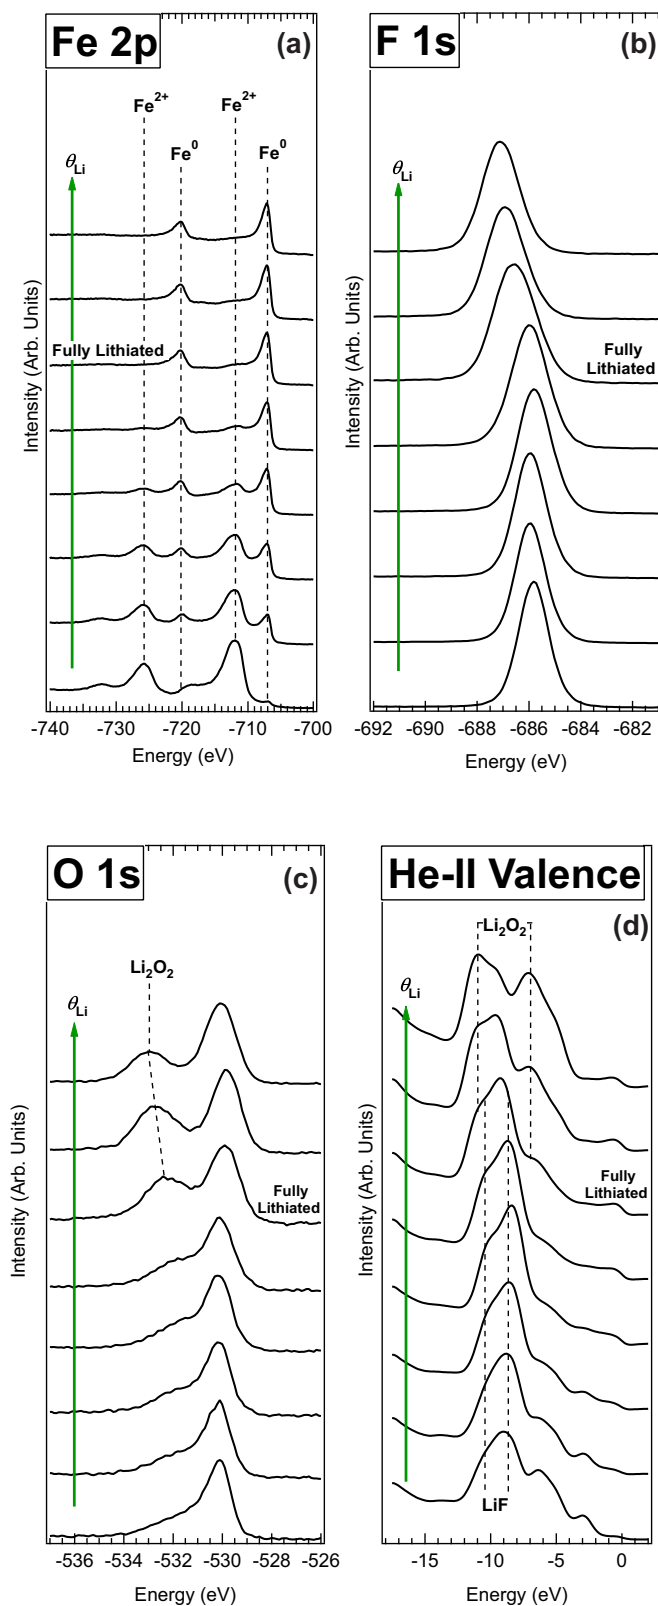 Fe 2p
(a)
Fe²⁺
Fe²⁺
Fe⁰
Fe⁰
θLi
Fully Lithiated
Intensity (Arb. Units)
-740
-730
-720
-710
-700
Energy (eV)
F 1s
(b)
θLi
Fully
Lithiated
Intensity (Arb. Units)
-692
-690
-688
-686
-684
-682
Energy (eV)
O 1s
(c)
Li₂O₂
θLi
Fully
Lithiated
Intensity (Arb. Units)
-536
-534
-532
-530
-528
-526
Energy (eV)
He-II Valence
(d)
Li₂O₂
θLi
Fully
Lithiated
LiF
Intensity (Arb. Units)
-15
-10
-5
0
Energy (eV)